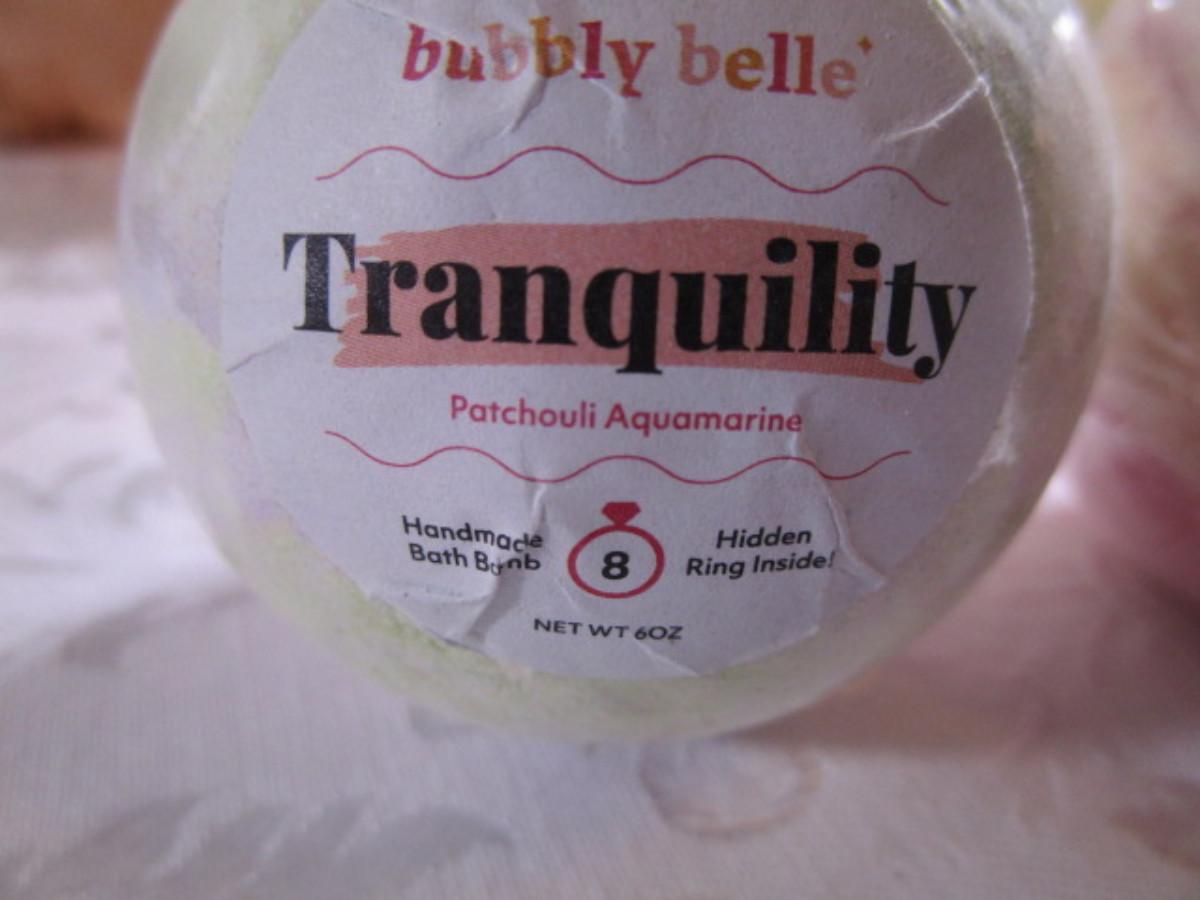 bubbly belle
Tranquility
Patchouli Aquamarine
Handmade
Bath Bomb
8
Hidden
Ring Inside!
NET WT 6OZ